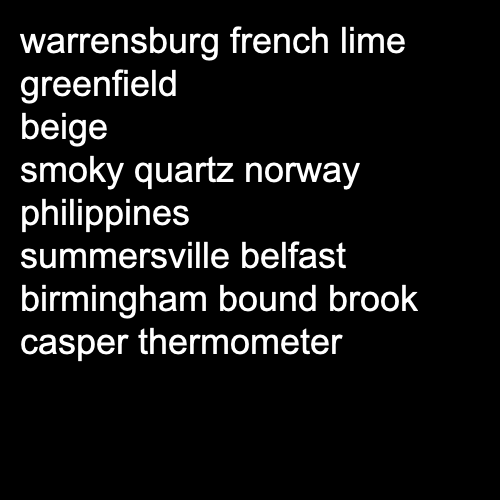 warrensburg french lime
greenfield
beige
smoky quartz norway
philippines
summersville belfast
birmingham bound brook
casper thermometer